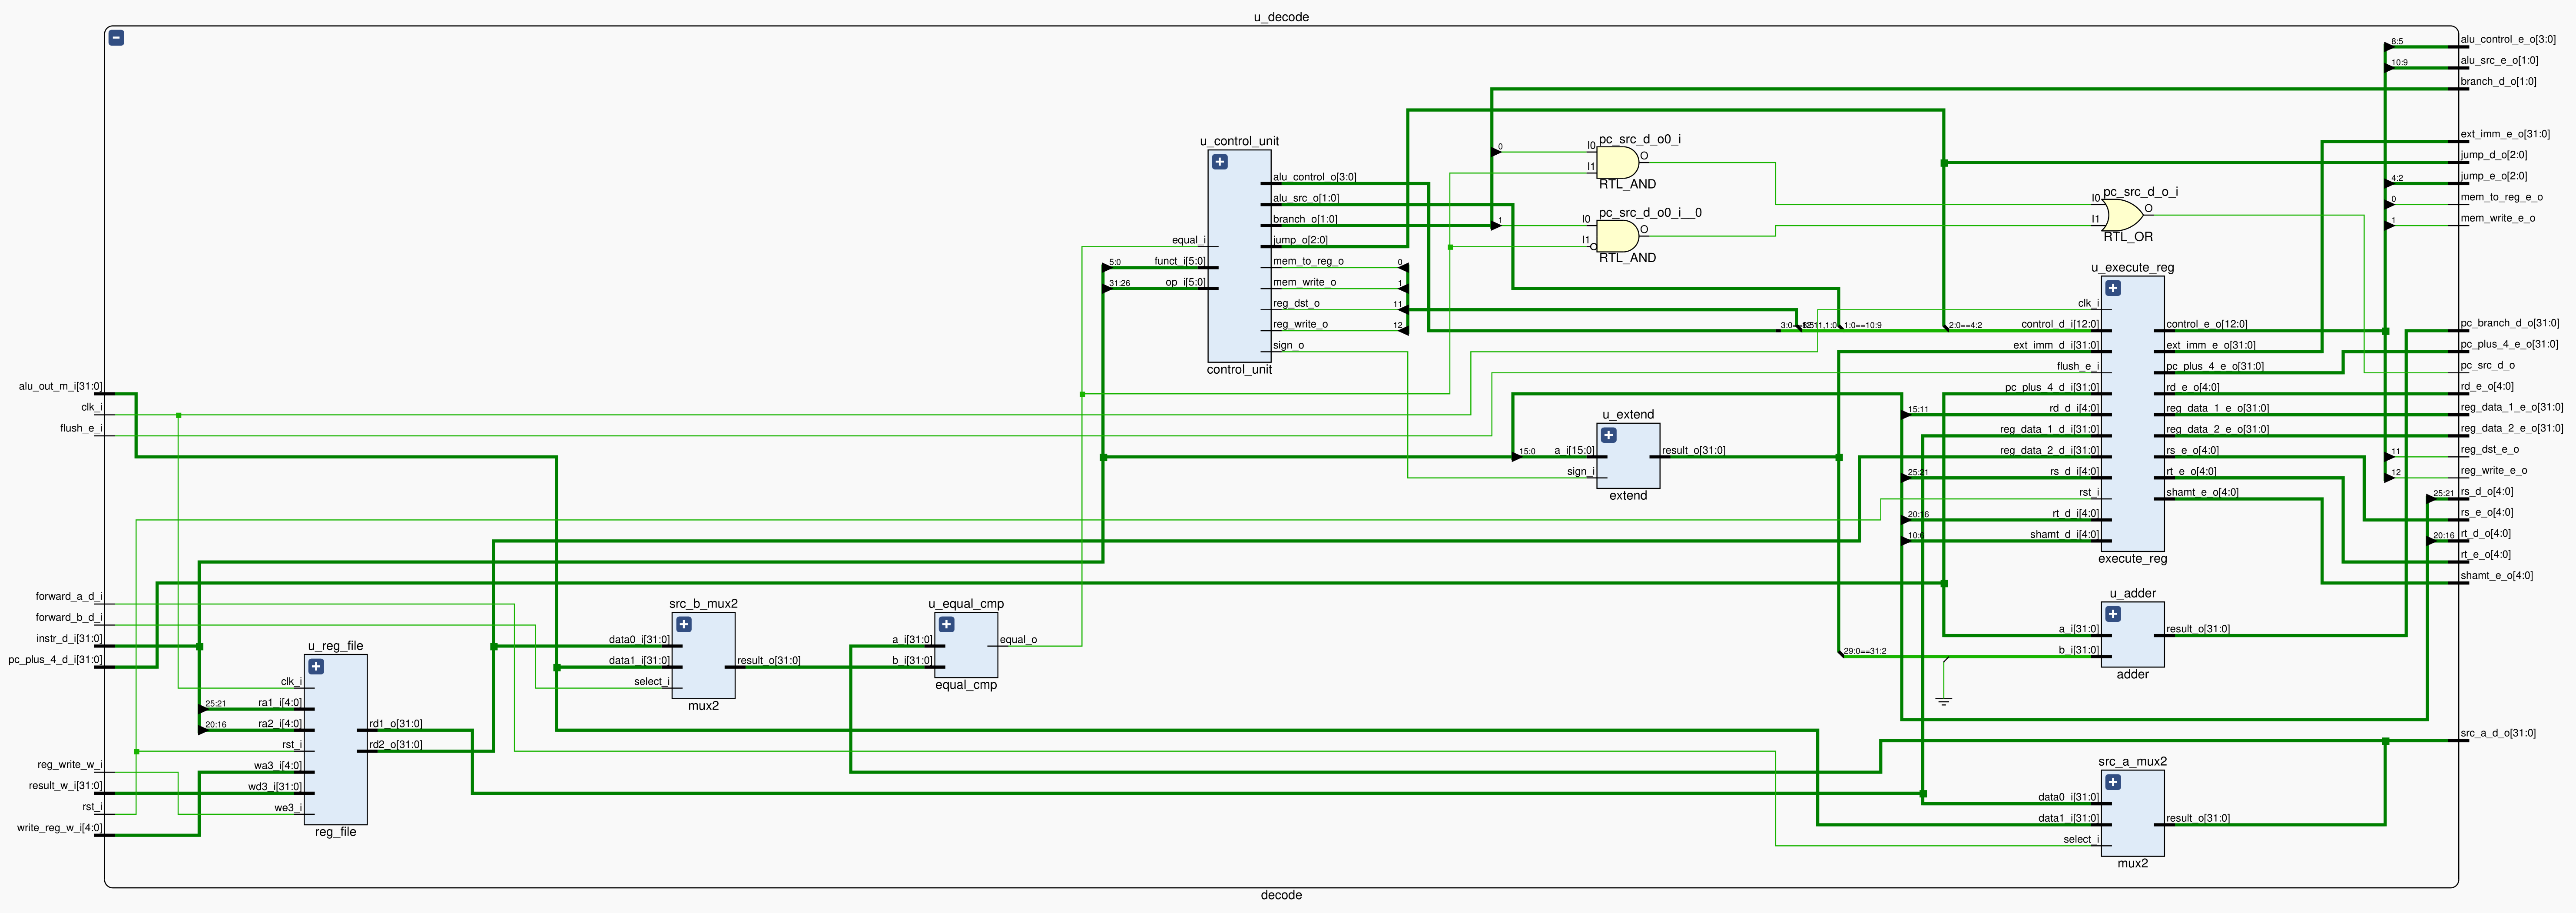 u_decode
alu_out_m_i[31:0]
clk_i
flush_e_i
forward_a_d_i
forward_b_d_i
instr_d_i[31:0]
pc_plus_4_d_i[31:0]
reg_write_w_i
result_w_i[31:0]
rst_i
write_reg_w_i[4:0]
u_reg_file
clk_i
25:21 ra1_i[4:0]
20:16 ra2_i[4:0]
rst_i
wa3_i[4:0]
wd3_i[31:0]
we3_i
rd1_o[31:0]
rd2_o[31:0]
reg_file
src_b_mux2
data0_i[31:0]
data1_i[31:0]
select_i
result_o[31:0]
mux2
u_equal_cmp
a_i[31:0]
b_i[31:0]
equal_o
equal_cmp
u_control_unit
equal_i
5:0 funct_i[5:0]
31:26 op_i[5:0]
alu_control_o[3:0]
alu_src_o[1:0]
branch_o[1:0]
jump_o[2:0]
mem_to_reg_o 0
mem_write_o 1
reg_dst_o 11
reg_write_o 12
sign_o
control_unit
pc_src_d_o0_i
0 I0
I1
O
RTL_AND
pc_src_d_o0_i__0
1 I0
I1
O
RTL_AND
u_extend
15:0 a_i[15:0]
sign_i
result_o[31:0]
extend
pc_src_d_o_i
I0
I1
O
RTL_OR
u_execute_reg
clk_i
1:0==10:9
2:0==4:2
control_d_i[12:0]
ext_imm_d_i[31:0]
flush_e_i
pc_plus_4_d_i[31:0]
15:11 rd_d_i[4:0]
reg_data_1_d_i[31:0]
reg_data_2_d_i[31:0]
25:21 rs_d_i[4:0]
rst_i
20:16 rt_d_i[4:0]
10:6 shamt_d_i[4:0]
control_e_o[12:0]
ext_imm_e_o[31:0]
pc_plus_4_e_o[31:0]
rd_e_o[4:0]
reg_data_1_e_o[31:0]
reg_data_2_e_o[31:0]
rs_e_o[4:0]
rt_e_o[4:0]
shamt_e_o[4:0]
execute_reg
u_adder
a_i[31:0]
29:0==31:2 b_i[31:0]
result_o[31:0]
adder
src_a_mux2
data0_i[31:0]
data1_i[31:0]
select_i
result_o[31:0]
mux2
8:5 alu_control_e_o[3:0]
10:9 alu_src_e_o[1:0]
branch_d_o[1:0]
ext_imm_e_o[31:0]
jump_d_o[2:0]
4:2 jump_e_o[2:0]
0 mem_to_reg_e_o
1 mem_write_e_o
pc_branch_d_o[31:0]
pc_plus_4_e_o[31:0]
pc_src_d_o
rd_e_o[4:0]
reg_data_1_e_o[31:0]
reg_data_2_e_o[31:0]
11 reg_dst_e_o
12 reg_write_e_o
25:21 rs_d_o[4:0]
rs_e_o[4:0]
20:16 rt_d_o[4:0]
rt_e_o[4:0]
shamt_e_o[4:0]
src_a_d_o[31:0]
decode